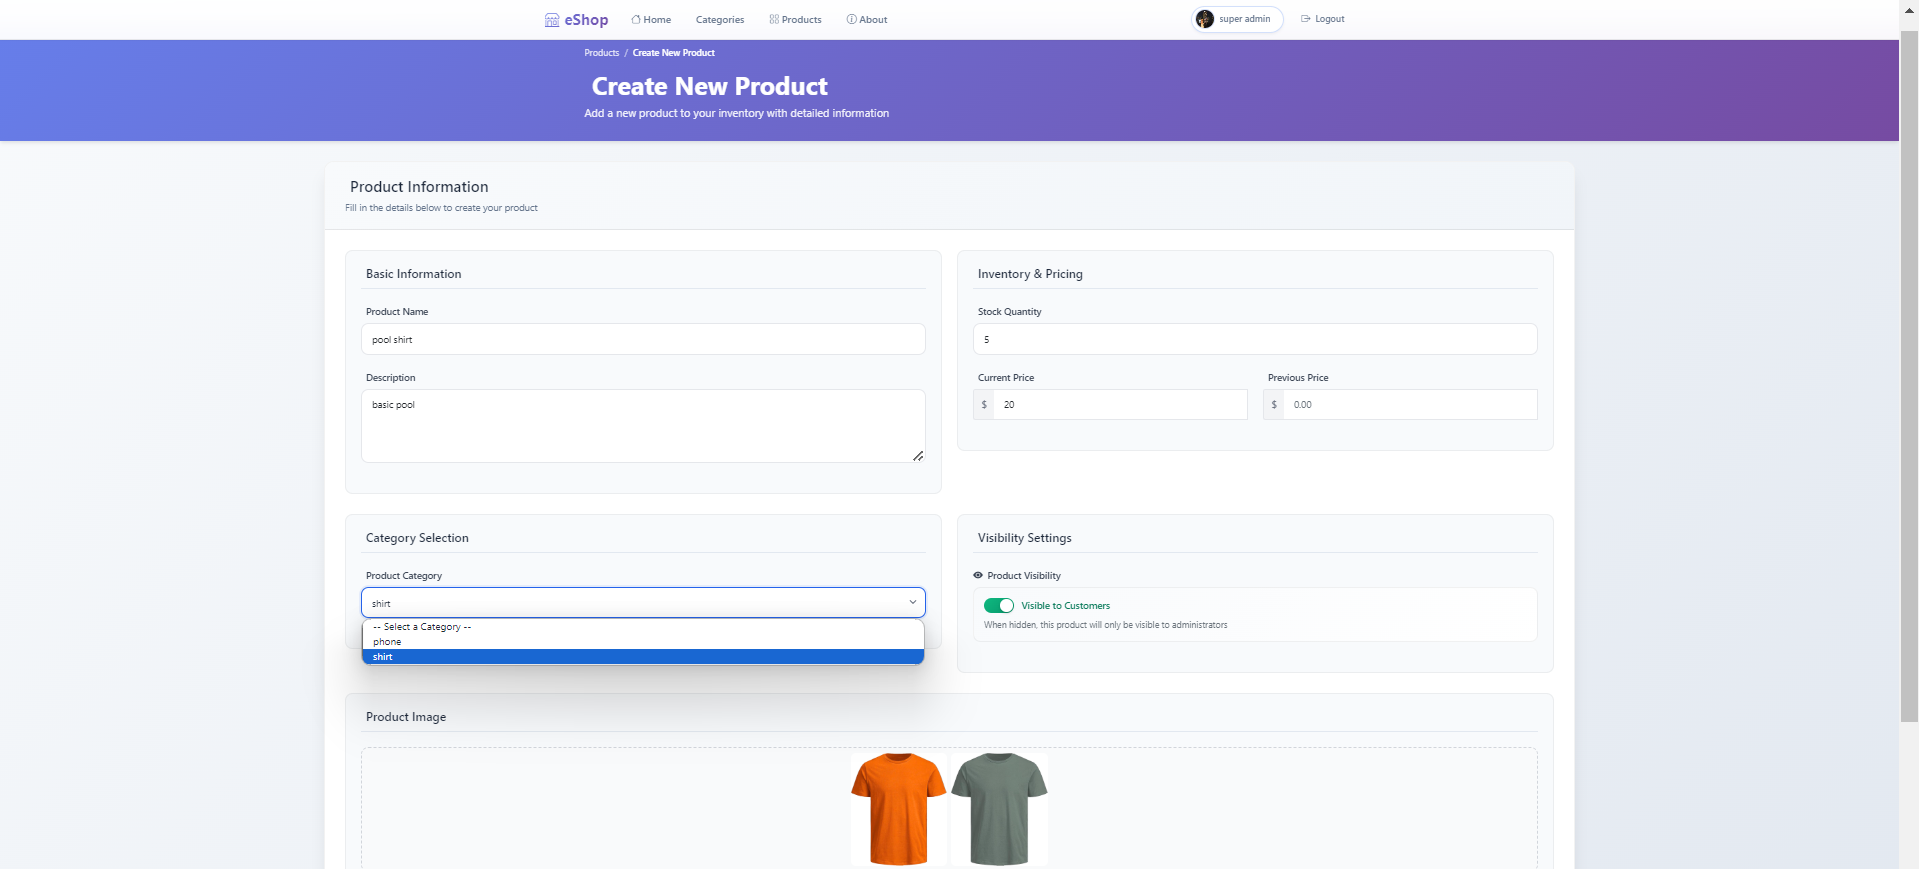 eShop Home Categories Products About super admin Logout
Products / Create New Product
Create New Product
Add a new product to your inventory with detailed information
Product Information
Fill in the details below to create your product
Basic Information
Product Name
pool shirt
Description
basic pool
Inventory & Pricing
Stock Quantity
5
Current Price Previous Price
$ 20 $ 0.00
Category Selection
Product Category
shirt
-- Select a Category --
phone
shirt
Visibility Settings
Product Visibility
Visible to Customers
When hidden, this product will only be visible to administrators
Product Image